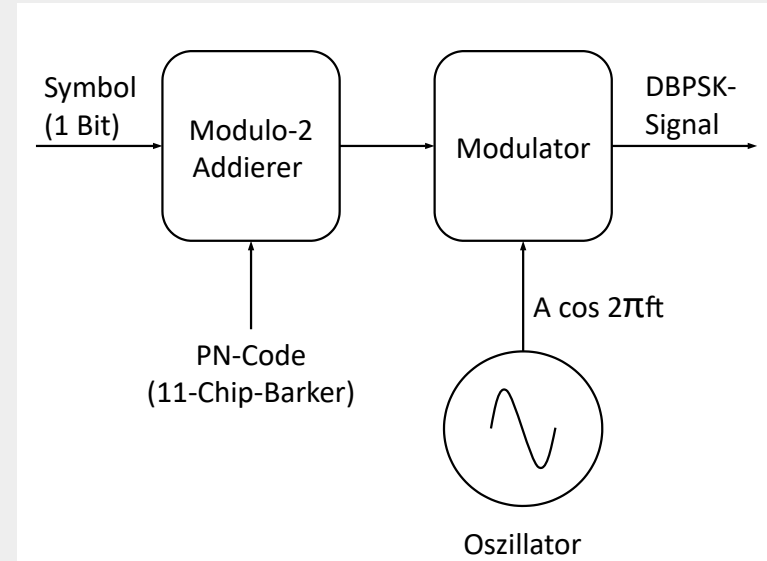 Symbol
(1 Bit)
Modulo-2
Addierer
Modulator
DBPSK-
Signal
PN-Code
(11-Chip-Barker)
A cos 2πft
Oszillator